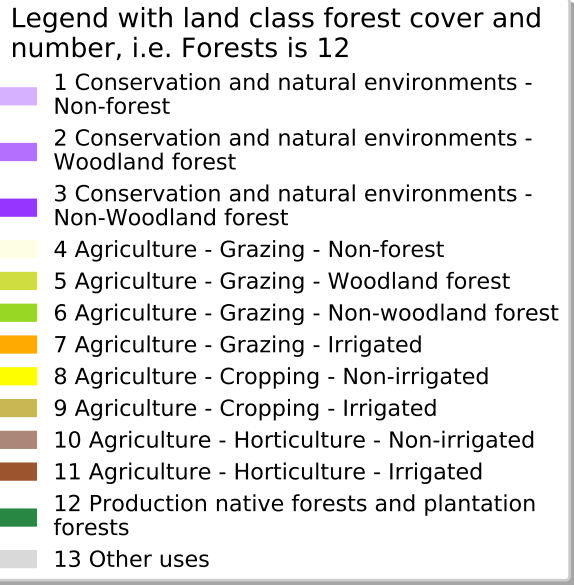 Legend with land class forest cover and
number, i.e. Forests is 12
1 Conservation and natural environments -
Non-forest
2 Conservation and natural environments -
Woodland forest
3 Conservation and natural environments -
Non-Woodland forest
4 Agriculture - Grazing - Non-forest
5 Agriculture - Grazing - Woodland forest
6 Agriculture - Grazing - Non-woodland forest
7 Agriculture - Grazing - Irrigated
8 Agriculture - Cropping - Non-irrigated
9 Agriculture - Cropping - Irrigated
10 Agriculture - Horticulture - Non-irrigated
11 Agriculture - Horticulture - Irrigated
12 Production native forests and plantation
forests
13 Other uses